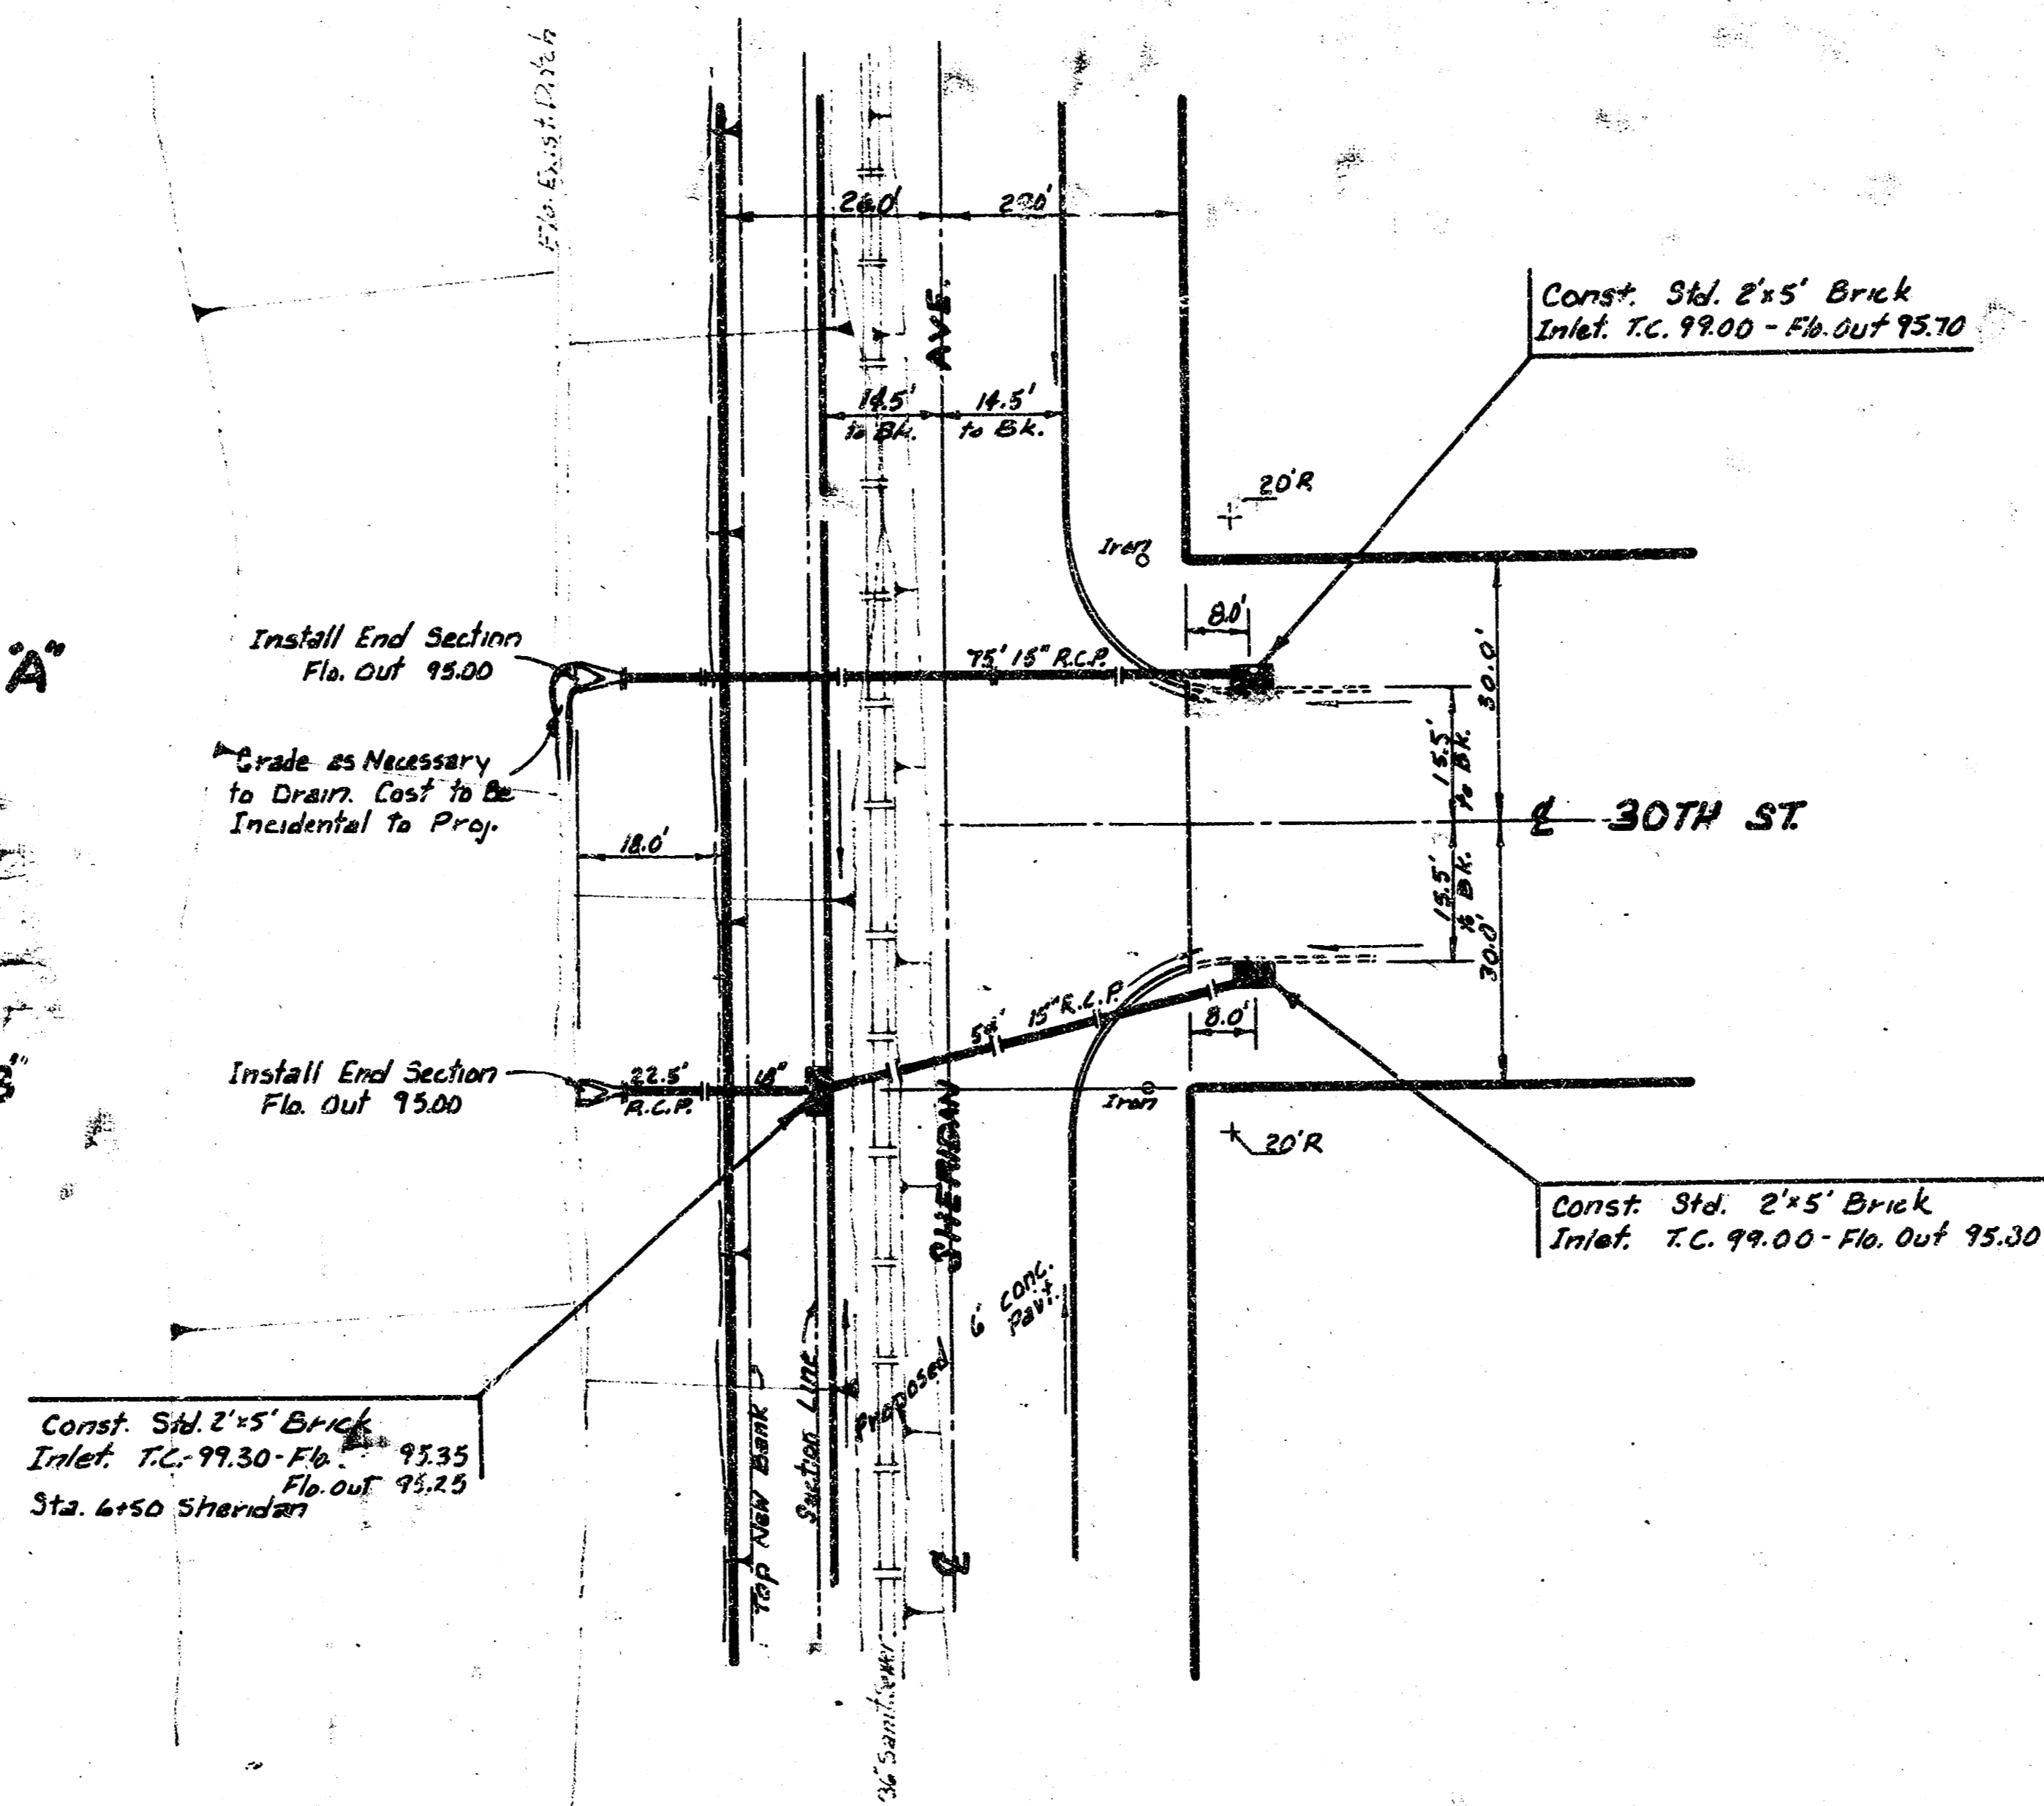 Flo. Exist. Ditch
AVE.
14.5'
to Bk.
14.5'
to Bk.
Const. Std. 2'x5' Brick
Inlet. T.C. 99.00 - Flo. Out 95.70
20'R
Iron
8.0'
"A"
Install End Section
Flo. Out 95.00
75' 15" R.C.P.
30.0'
15.5'
to Bk.
Grade as Necessary
to Drain. Cost to Be
Incidental to Proj.
18.0'
℄ 30TH ST.
15.5'
to Bk.
30.0'
Install End Section
Flo. Out 95.00
22.5' 18"
R.C.P.
54' 15" R.C.P.
8.0'
Iron
20'R
SHERIDAN
Const. Std. 2'x5' Brick
Inlet. T.C. 99.00 - Flo. Out 95.30
6" Conc.
Pav't.
Proposed
Section Line
Top New Bank
℄
36" Sanit. Sewer
Const. Std. 2'x5' Brick
Inlet. T.C. - 99.30 - Flo. 95.35
Flo. Out 95.25
Sta. 6+50 Sheridan